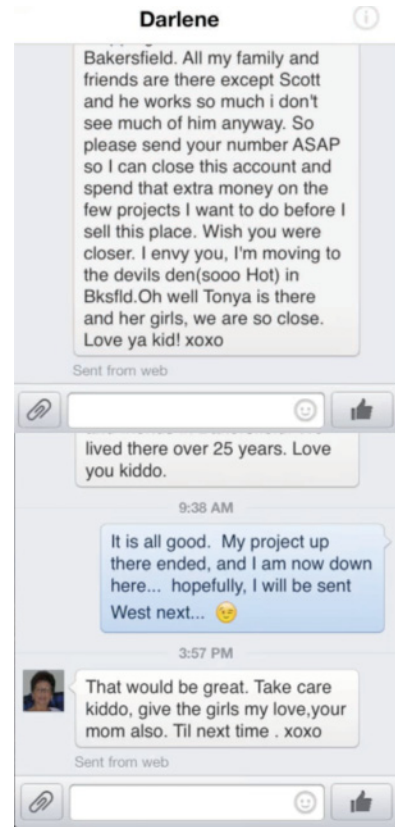 Darlene
Bakersfield. All my family and
friends are there except Scott
and he works so much i don't
see much of him anyway. So
please send your number ASAP
so I can close this account and
spend that extra money on the
few projects I want to do before I
sell this place. Wish you were
closer. I envy you, I'm moving to
the devils den(sooo Hot) in
Bksfld.Oh well Tonya is there
and her girls, we are so close.
Love ya kid! xoxo
Sent from web
lived there over 25 years. Love
you kiddo.
9:38 AM
It is all good. My project up
there ended, and I am now down
here... hopefully, I will be sent
West next...
3:57 PM
That would be great. Take care
kiddo, give the girls my love,your
mom also. Til next time . xoxo
Sent from web